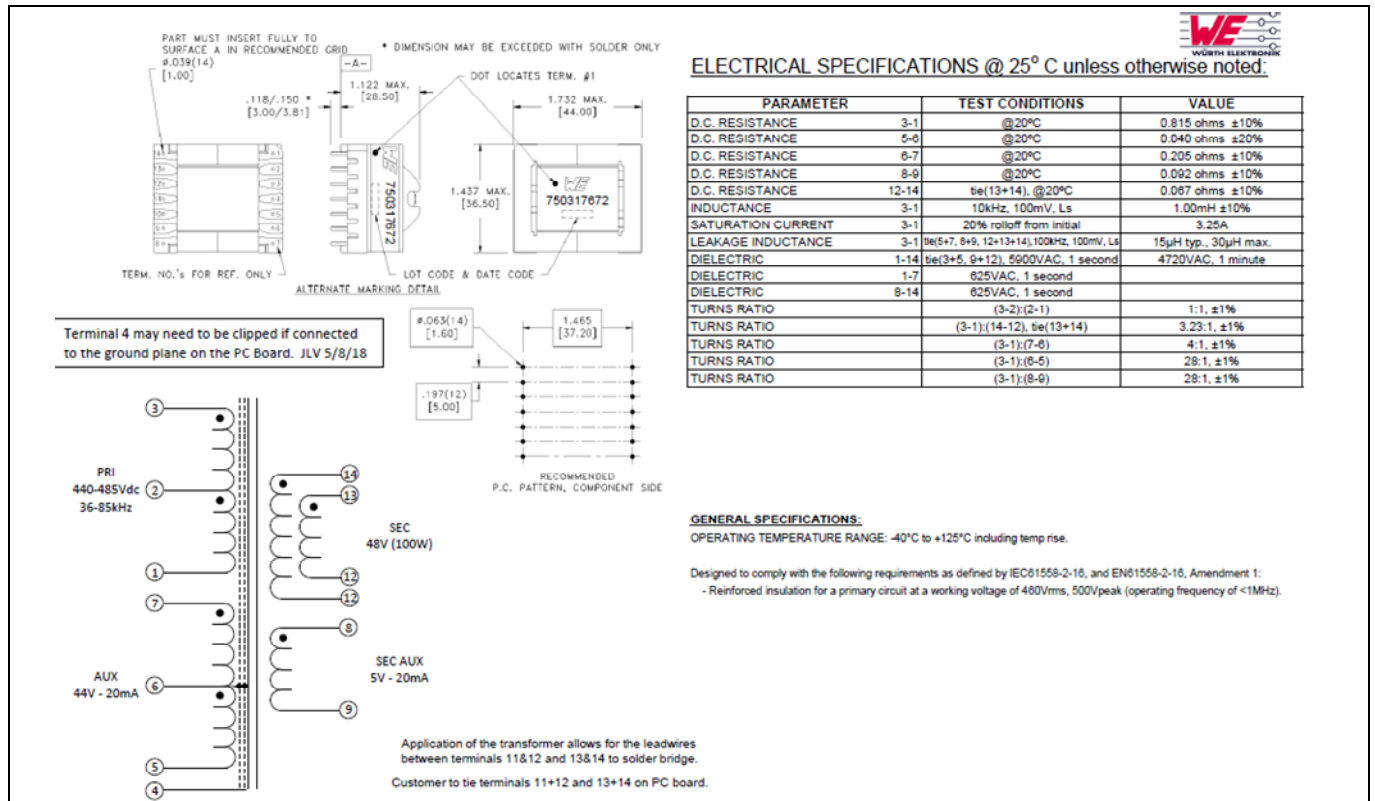 PART MUST INSERT FULLY TO
SURFACE A IN RECOMMENDED GRID
ø.039(14)
[1.00]
* DIMENSION MAY BE EXCEEDED WITH SOLDER ONLY
-A-
1.122 MAX.
[28.50]
DOT LOCATES TERM. #1
.118/.150 *
[3.00/3.81]
1.732 MAX.
[44.00]
14
13
12
11
10
9
8
1
2
3
4
5
6
7
WE
750317672
1.437 MAX.
[36.50]
WE
750317672
TERM. NO.'s FOR REF. ONLY
LOT CODE & DATE CODE
ALTERNATE MARKING DETAIL
Terminal 4 may need to be clipped if connected
to the ground plane on the PC Board. JLV 5/8/18
ø.063(14)
[1.60]
1.465
[37.20]
.197(12)
[5.00]
RECOMMENDED
P.C. PATTERN, COMPONENT SIDE
3
PRI
440-485Vdc
36-85kHz
2
1
7
AUX
44V - 20mA
6
5
4
14
13
SEC
48V (100W)
12
12
8
SEC AUX
5V - 20mA
9
Application of the transformer allows for the leadwires
between terminals 11&12 and 13&14 to solder bridge.
Customer to tie terminals 11+12 and 13+14 on PC board.
WE
WÜRTH ELEKTRONIK
ELECTRICAL SPECIFICATIONS @ 25° C unless otherwise noted:
PARAMETER TEST CONDITIONS VALUE
D.C. RESISTANCE 3-1 @20ºC 0.815 ohms ±10%
D.C. RESISTANCE 5-6 @20ºC 0.040 ohms ±20%
D.C. RESISTANCE 6-7 @20ºC 0.205 ohms ±10%
D.C. RESISTANCE 8-9 @20ºC 0.092 ohms ±10%
D.C. RESISTANCE 12-14 tie(13+14), @20ºC 0.067 ohms ±10%
INDUCTANCE 3-1 10kHz, 100mV, Ls 1.00mH ±10%
SATURATION CURRENT 3-1 20% rolloff from initial 3.25A
LEAKAGE INDUCTANCE 3-1 tie(5+7, 8+9, 12+13+14),100kHz, 100mV, Ls 15µH typ., 30µH max.
DIELECTRIC 1-14 tie(3+5, 9+12), 5900VAC, 1 second 4720VAC, 1 minute
DIELECTRIC 1-7 625VAC, 1 second
DIELECTRIC 8-14 625VAC, 1 second
TURNS RATIO (3-2):(2-1) 1:1, ±1%
TURNS RATIO (3-1):(14-12), tie(13+14) 3.23:1, ±1%
TURNS RATIO (3-1):(7-6) 4:1, ±1%
TURNS RATIO (3-1):(6-5) 28:1, ±1%
TURNS RATIO (3-1):(8-9) 28:1, ±1%
GENERAL SPECIFICATIONS:
OPERATING TEMPERATURE RANGE: -40°C to +125°C including temp rise.
Designed to comply with the following requirements as defined by IEC61558-2-16, and EN61558-2-16, Amendment 1:
- Reinforced insulation for a primary circuit at a working voltage of 460Vrms, 500Vpeak (operating frequency of <1MHz).